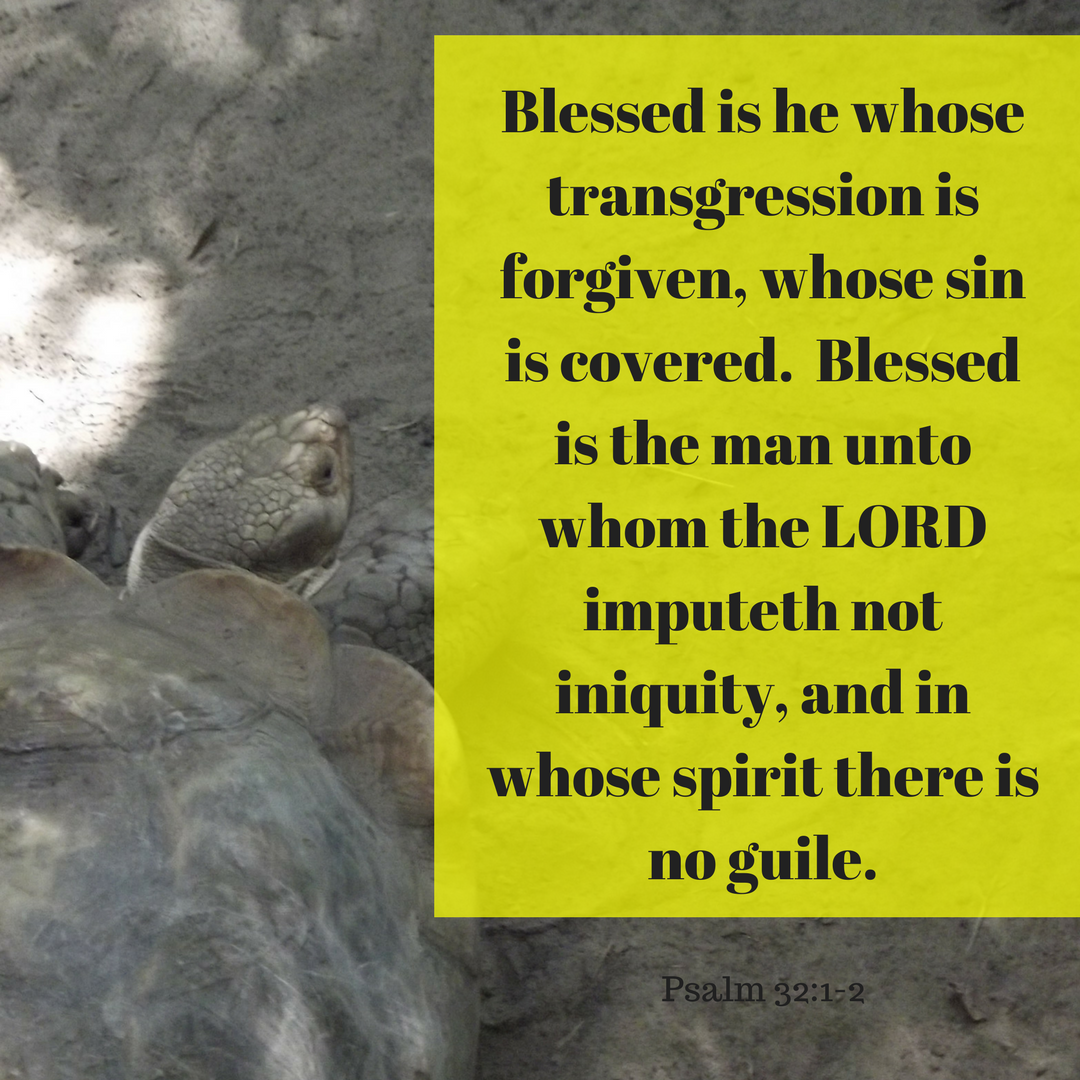 Blessed is he whose
transgression is
forgiven, whose sin
is covered.  Blessed
is the man unto
whom the LORD
imputeth not
iniquity, and in
whose spirit there is
no guile.
Psalm 32:1-2